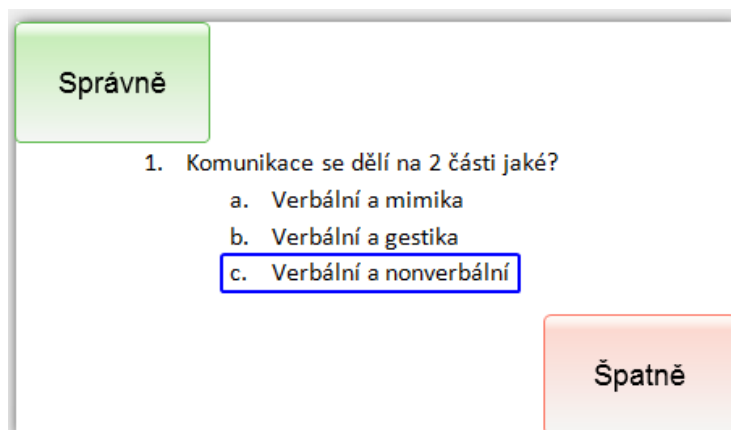 Správně
1. Komunikace se dělí na 2 části jaké?
a. Verbální a mimika
b. Verbální a gestika
c. Verbální a nonverbální
Špatně